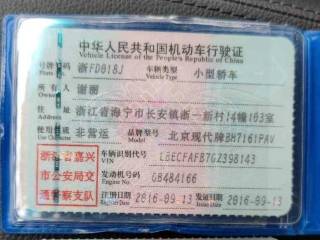 中华人民共和国机动车行驶证
Vehicle License of the People's Republic of China
号牌号码 浙FD018J 车辆类型 小型轿车
Plate No. Vehicle Type
所有人 谢丽
Owner
住址 浙江省海宁市长安镇浙一新村14幢103室
Address
使用性质 非营运 品牌型号 北京现代牌BH7161PAV
Use Character Model
浙江省嘉兴 车辆识别代号 LBECFAFB7GZ398143
VIN
市公安局交 发动机号码 GB484166
Engine No.
通警察支队 注册日期 2016-09-13 发证日期 2016-09-13
Register Date Issue Date